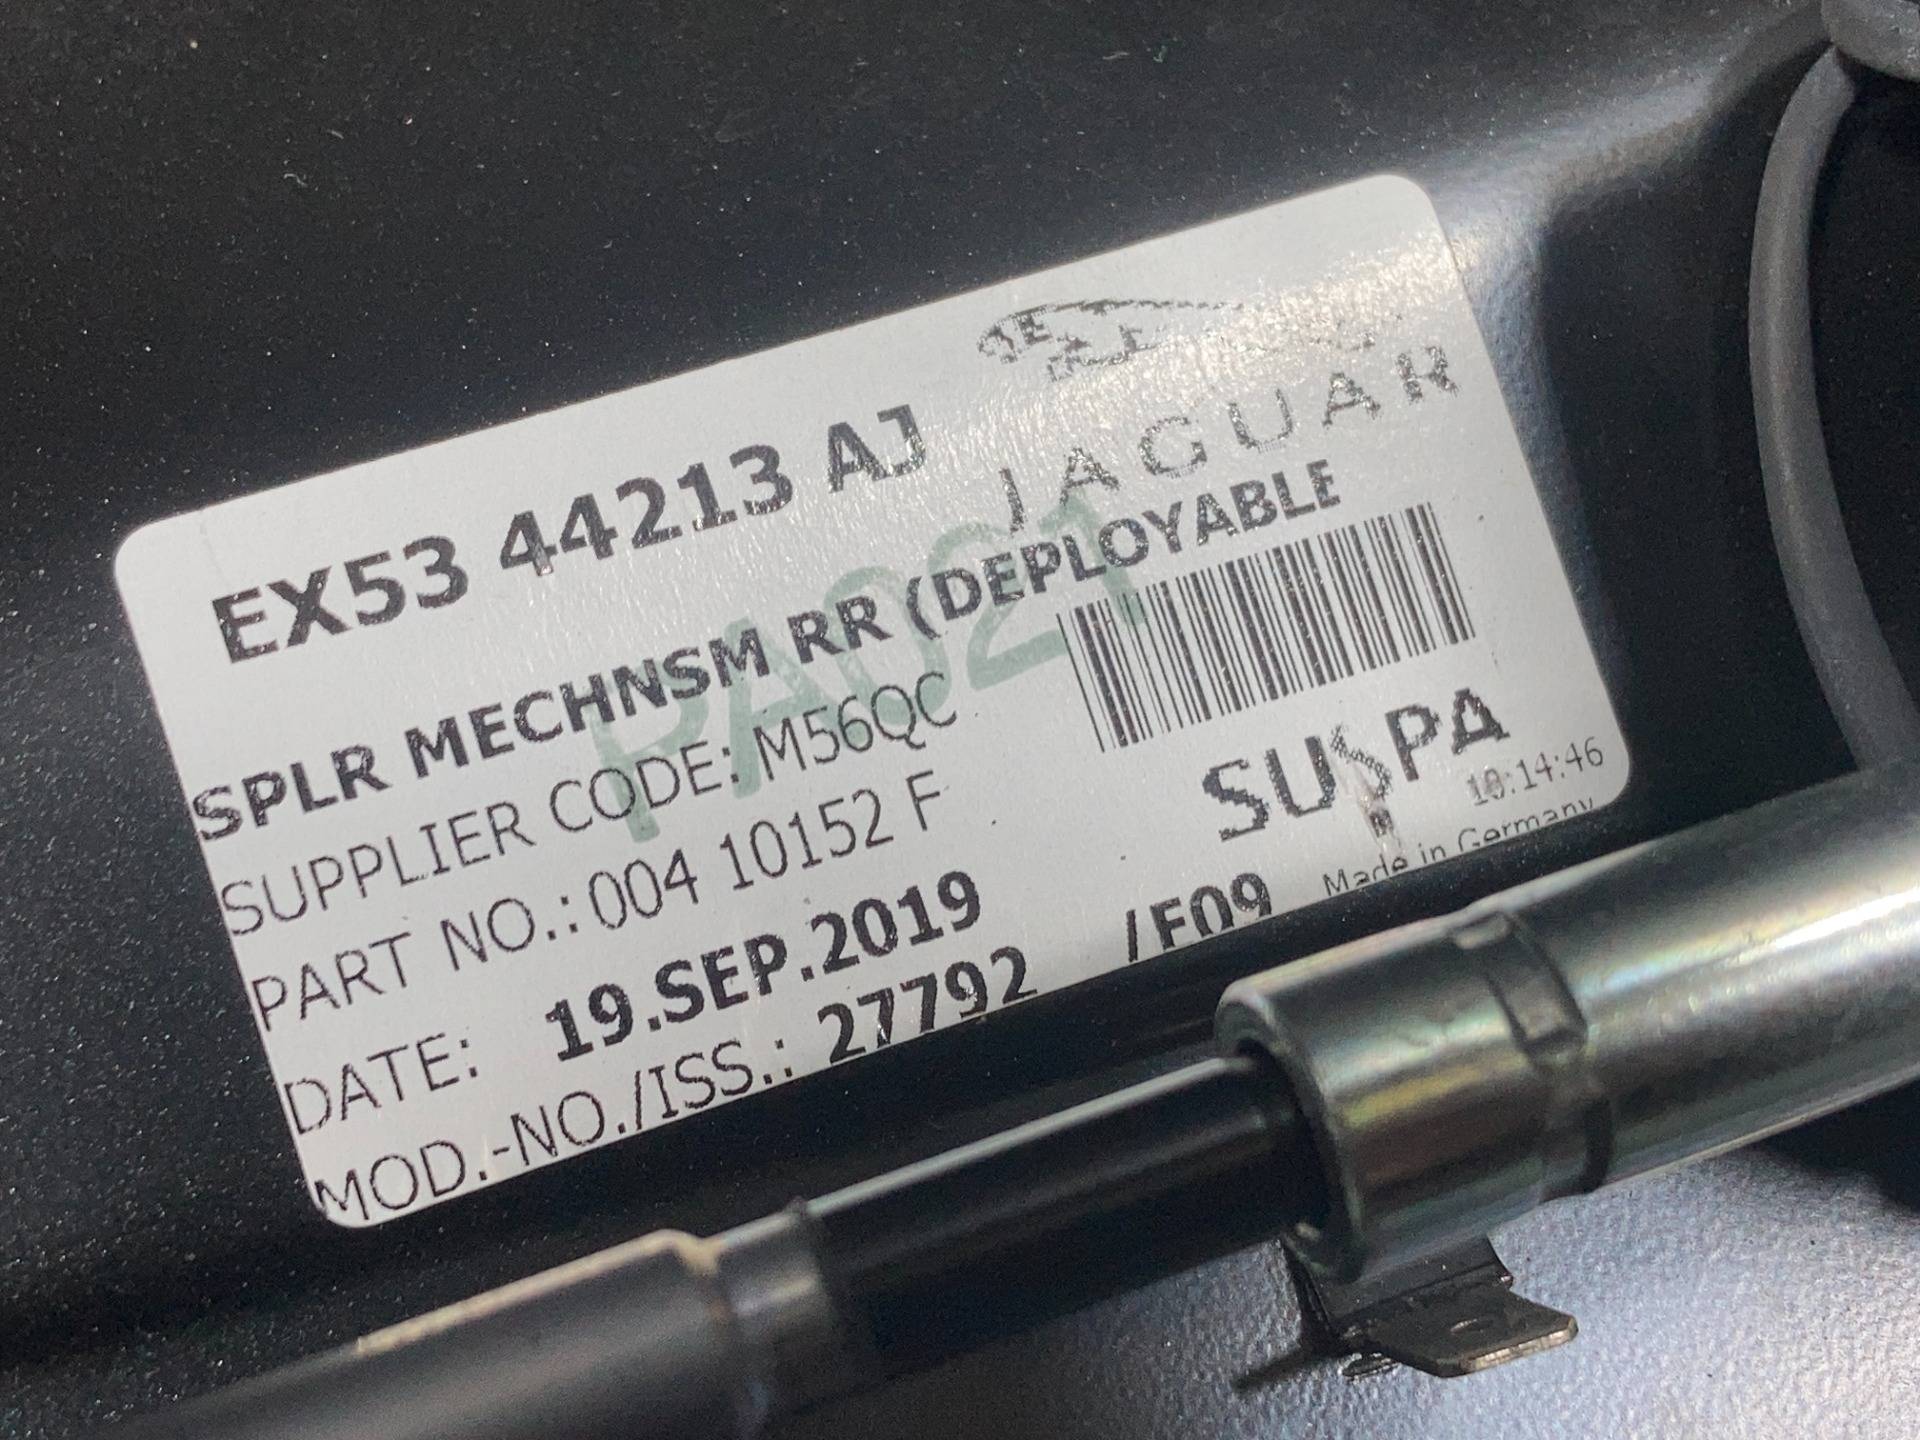 JAGUAR
EX53 44213 AJ
SPLR MECHNSM RR (DEPLOYABLE
SUPPLIER CODE: M56QC
PA021
PART NO.: 004 10152 F
SUSPA
10:14:46
Made in Germany
DATE: 19.SEP.2019
MOD.-NO./ISS.: 27792 /E09